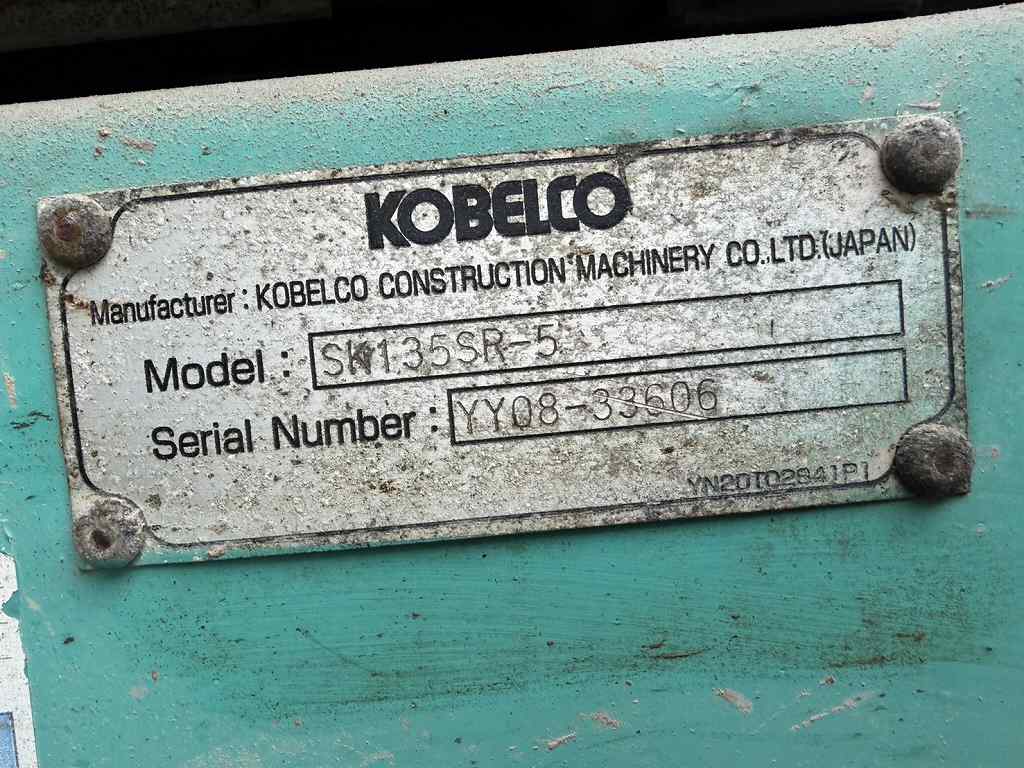 KOBELCO
Manufacturer : KOBELCO CONSTRUCTION MACHINERY CO.,LTD.(JAPAN)
Model : SK135SR-5
Serial Number : YY08-33606
YN20T02841P1